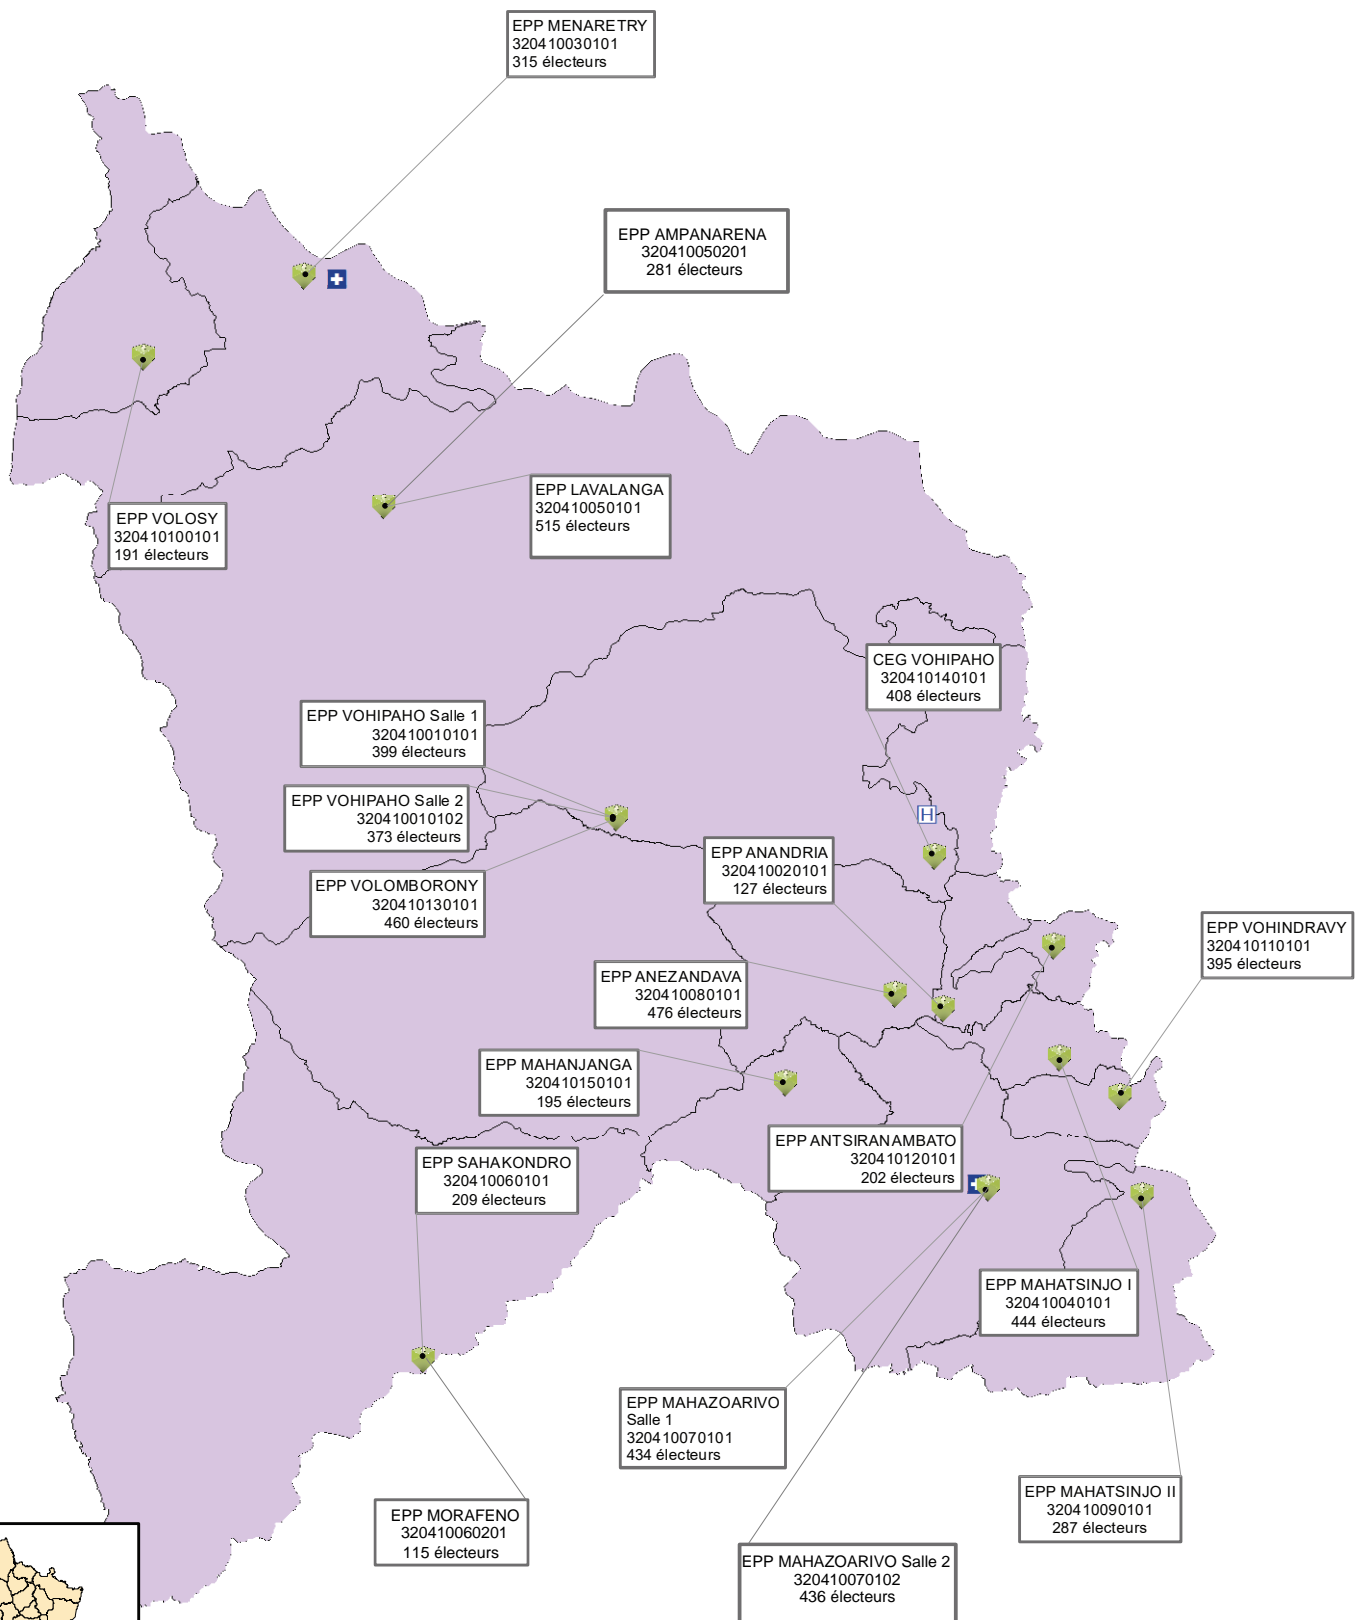 EPP MENARETRY
320410030101
315 électeurs
EPP AMPANARENA
320410050201
281 électeurs
EPP LAVALANGA
320410050101
515 électeurs
EPP VOLOSY
320410100101
191 électeurs
CEG VOHIPAHO
320410140101
408 électeurs
EPP VOHIPAHO Salle 1
320410010101
399 électeurs
EPP VOHIPAHO Salle 2
320410010102
373 électeurs
H
EPP ANANDRIA
320410020101
127 électeurs
EPP VOLOMBORONY
320410130101
460 électeurs
EPP VOHINDRAVY
320410110101
395 électeurs
EPP ANEZANDAVA
320410080101
476 électeurs
EPP MAHANJANGA
320410150101
195 électeurs
EPP ANTSIRANAMBATO
320410120101
202 électeurs
EPP SAHAKONDRO
320410060101
209 électeurs
EPP MAHATSINJO I
320410040101
444 électeurs
EPP MAHAZOARIVO
Salle 1
320410070101
434 électeurs
EPP MAHATSINJO II
320410090101
287 électeurs
EPP MORAFENO
320410060201
115 électeurs
EPP MAHAZOARIVO Salle 2
320410070102
436 électeurs